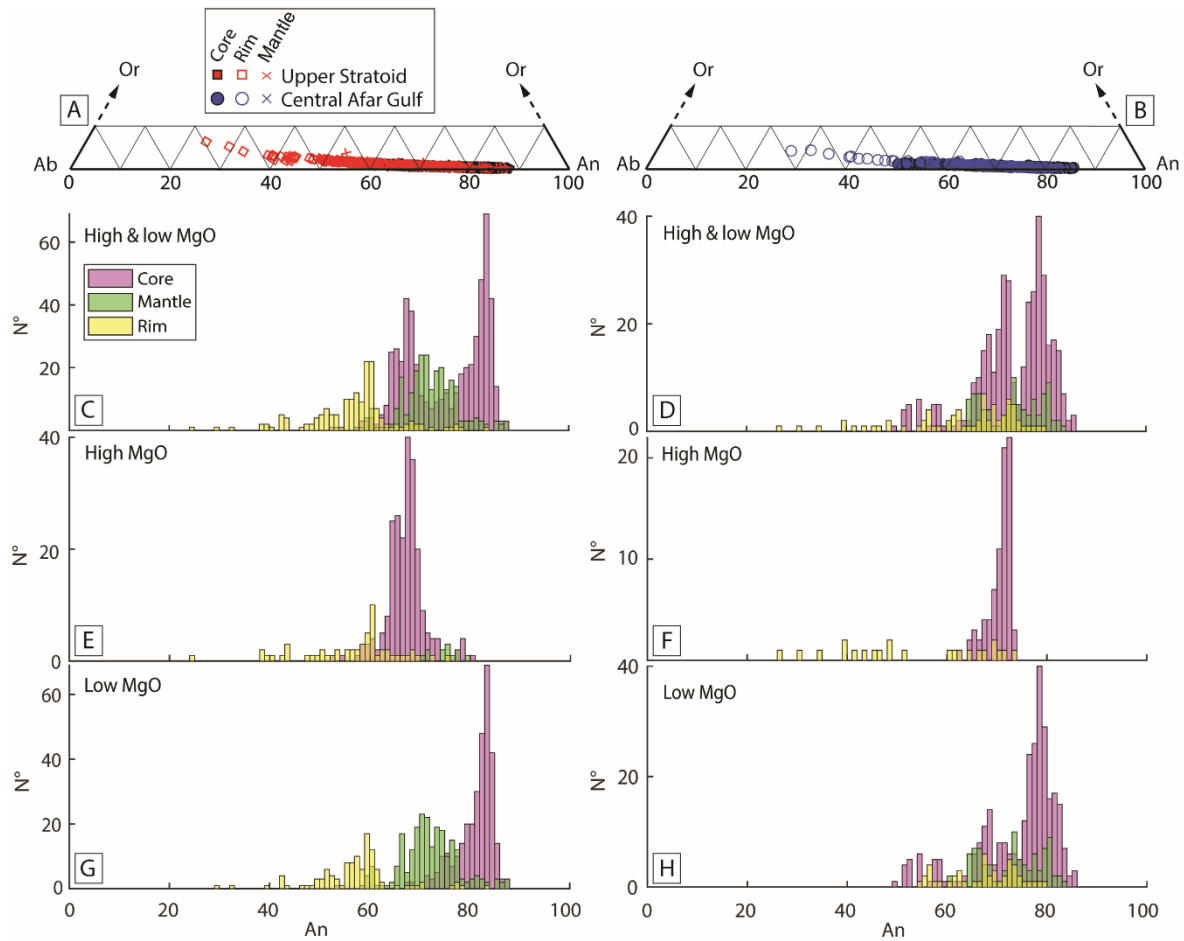 Core Rim Mantle
Upper Stratoid
Central Afar Gulf
Or Or Or Or
A B
Ab An Ab An
0 20 40 60 80 100 0 20 40 60 80 100
High & low MgO
Core
Mantle
Rim
N°
60
40
20
C
High & low MgO
N°
40
20
0
D
High MgO
N°
40
20
0
E
High MgO
N°
20
10
0
F
Low MgO
N°
60
40
20
0
G
0 20 40 60 80 100
An
Low MgO
N°
40
20
0
H
0 20 40 60 80 100
An